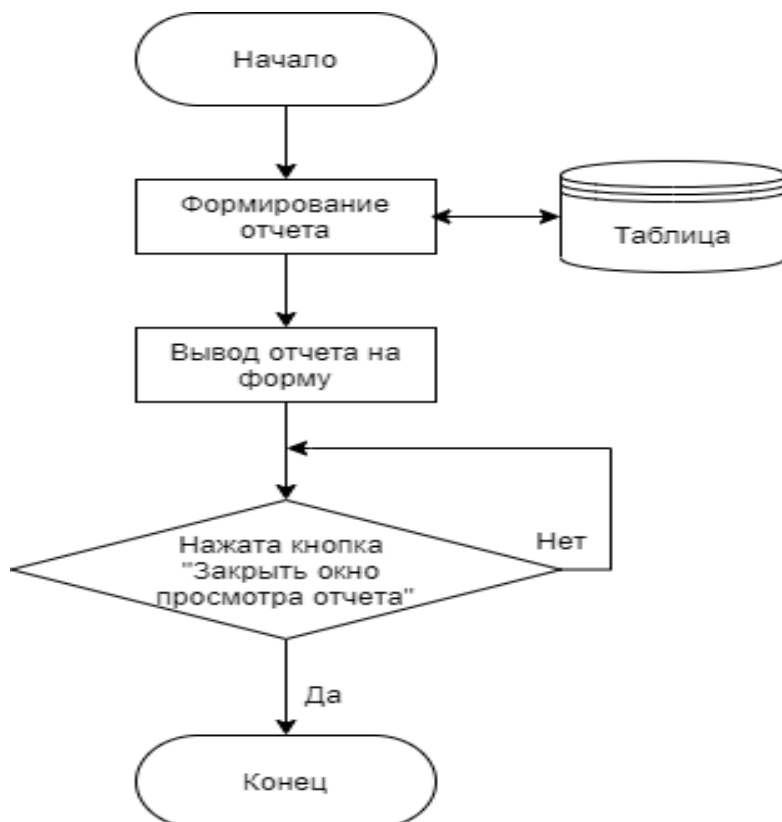 Начало
Формирование
отчета
Таблица
Вывод отчета на
форму
Нажата кнопка
"Закрыть окно
просмотра отчета"
Нет
Да
Конец